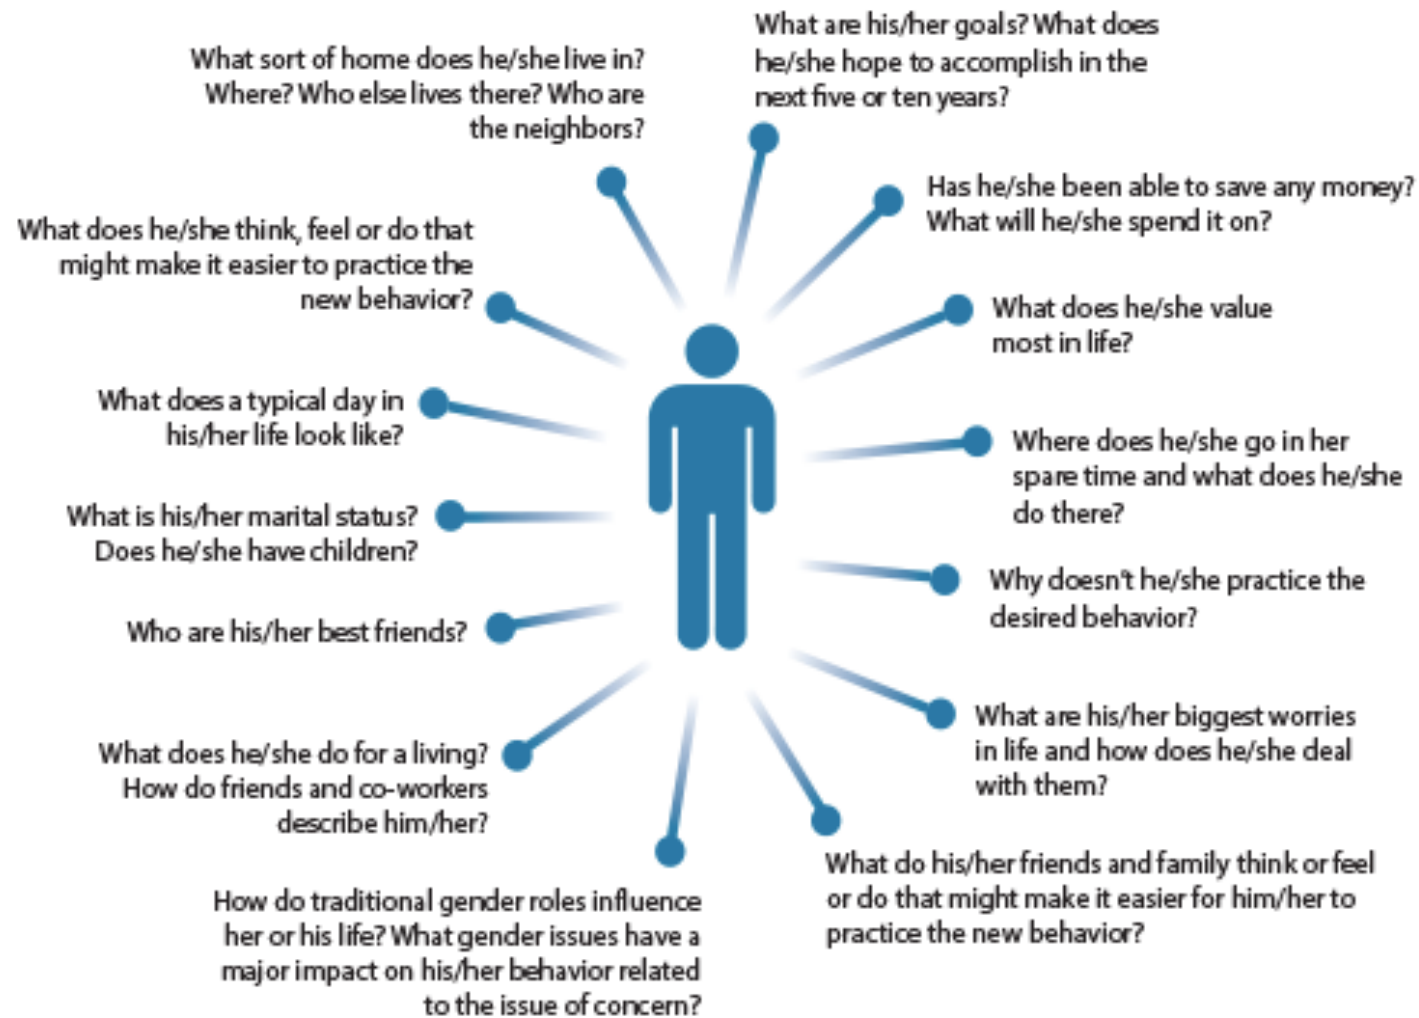 What are his/her goals? What does
he/she hope to accomplish in the
next five or ten years?
What sort of home does he/she live in?
Where? Who else lives there? Who are
the neighbors?
Has he/she been able to save any money?
What will he/she spend it on?
What does he/she think, feel or do that
might make it easier to practice the
new behavior?
What does he/she value
most in life?
What does a typical day in
his/her life look like?
Where does he/she go in her
spare time and what does he/she
do there?
What is his/her marital status?
Does he/she have children?
Why doesn't he/she practice the
desired behavior?
Who are his/her best friends?
What are his/her biggest worries
in life and how does he/she deal
with them?
What does he/she do for a living?
How do friends and co-workers
describe him/her?
What do his/her friends and family think or feel
or do that might make it easier for him/her to
practice the new behavior?
How do traditional gender roles influence
her or his life? What gender issues have a
major impact on his/her behavior related
to the issue of concern?